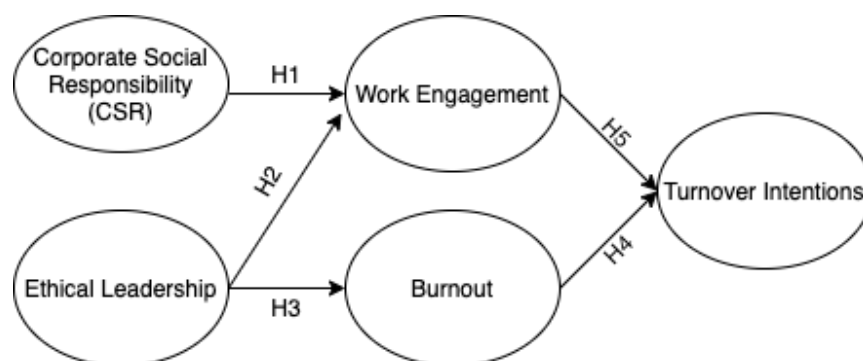 Corporate Social
Responsibility
(CSR)
H1
Work Engagement
H2
H5
Turnover Intentions
Ethical Leadership
H3
Burnout
H4